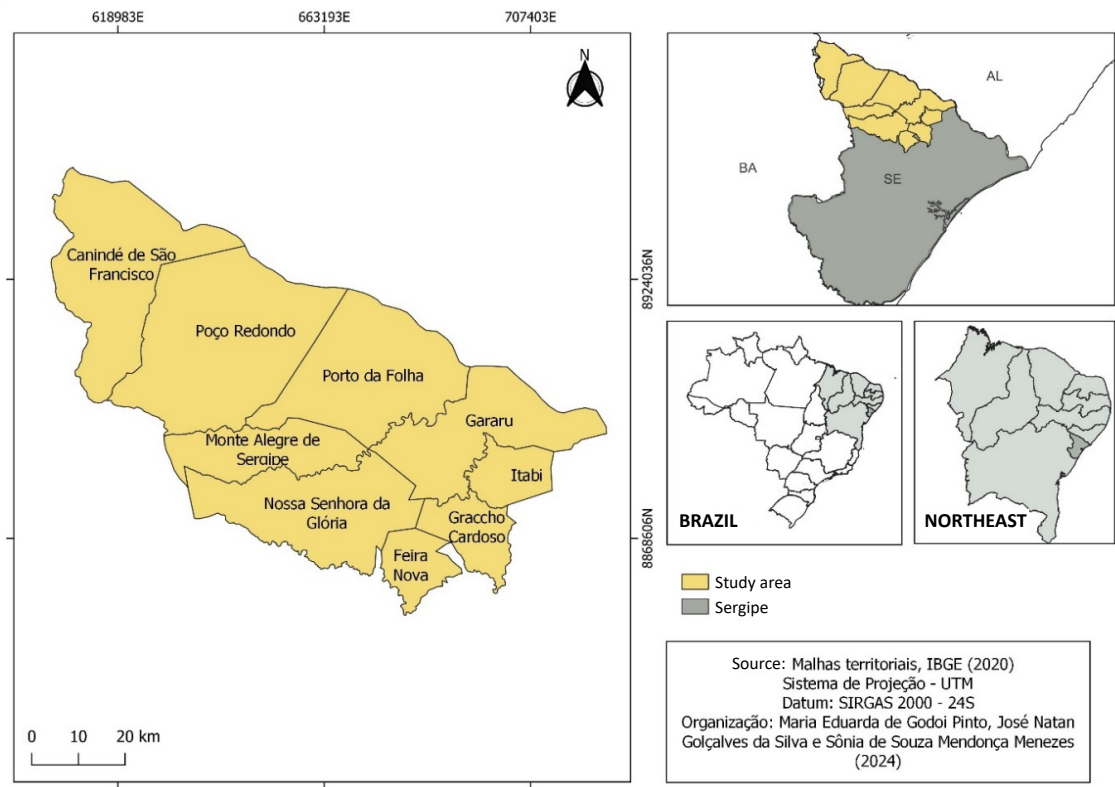 618983E
663193E
707403E
N
Canindé de São
Francisco
Poço Redondo
Porto da Folha
Gararu
Monte Alegre de
Sergipe
Itabi
Nossa Senhora da
Glória
Graccho
Cardoso
Feira
Nova
8924036N
8868606N
0 10 20 km
AL
BA
SE
BRAZIL
NORTHEAST
Study area
Sergipe
Source: Malhas territoriais, IBGE (2020)
Sistema de Projeção - UTM
Datum: SIRGAS 2000 - 24S
Organização: Maria Eduarda de Godoi Pinto, José Natan
Golçalves da Silva e Sônia de Souza Mendonça Menezes
(2024)